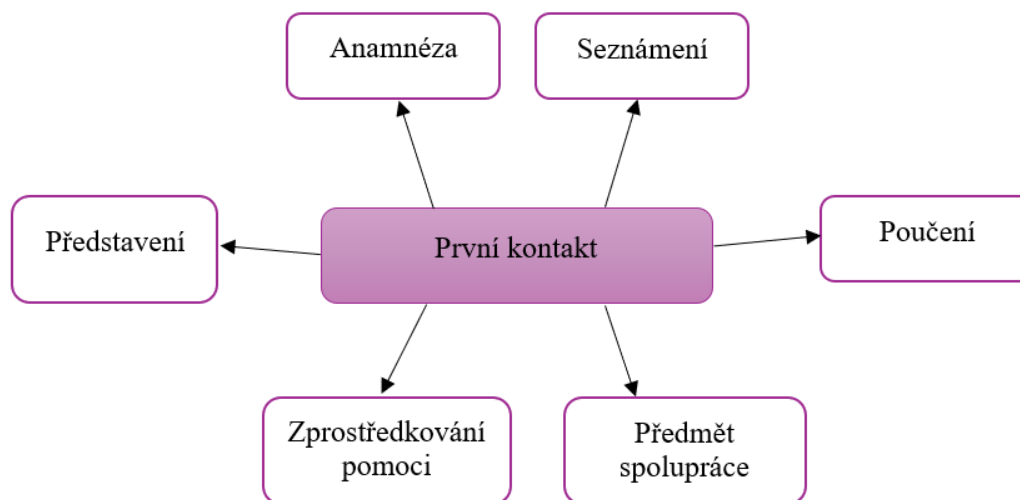 Anamnéza
Seznámení
Představení
První kontakt
Poučení
Zprostředkování
pomoci
Předmět
spolupráce